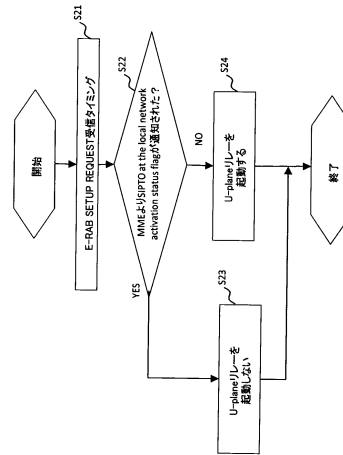 開始
S21
E-RAB SETUP REQUEST受信タイミング
S22
MMEよりSIPTO at the local network
activation status flagが通知された？
YES
NO
S23
U-planeリレーを
起動しない
S24
U-planeリレーを
起動する
終了